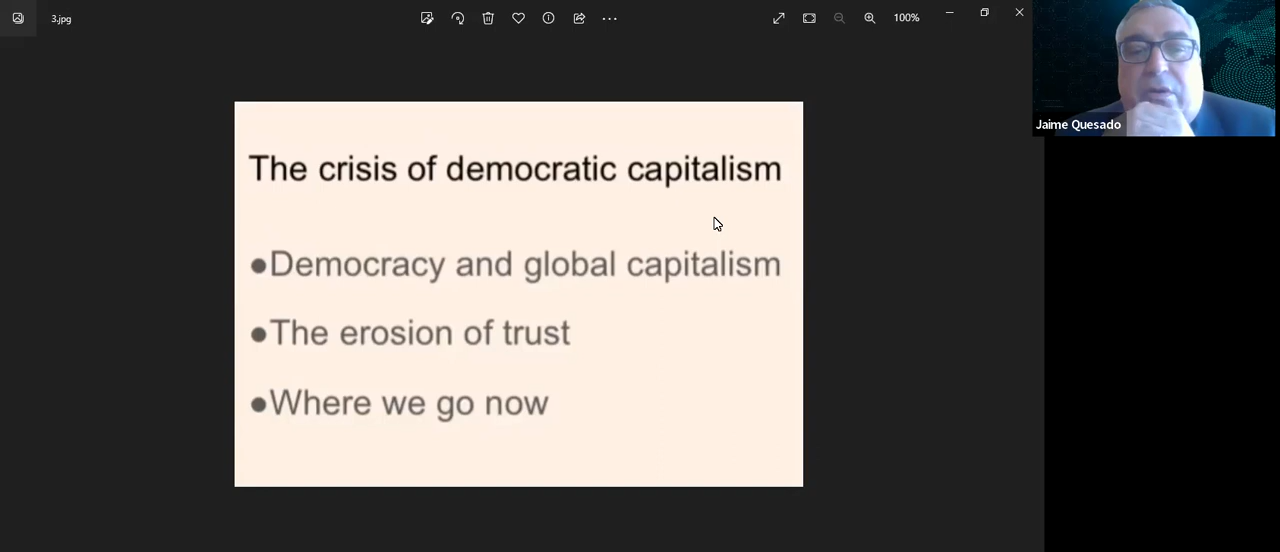 3.jpg
100%
Jaime Quesado
The crisis of democratic capitalism
●Democracy and global capitalism
●The erosion of trust
●Where we go now